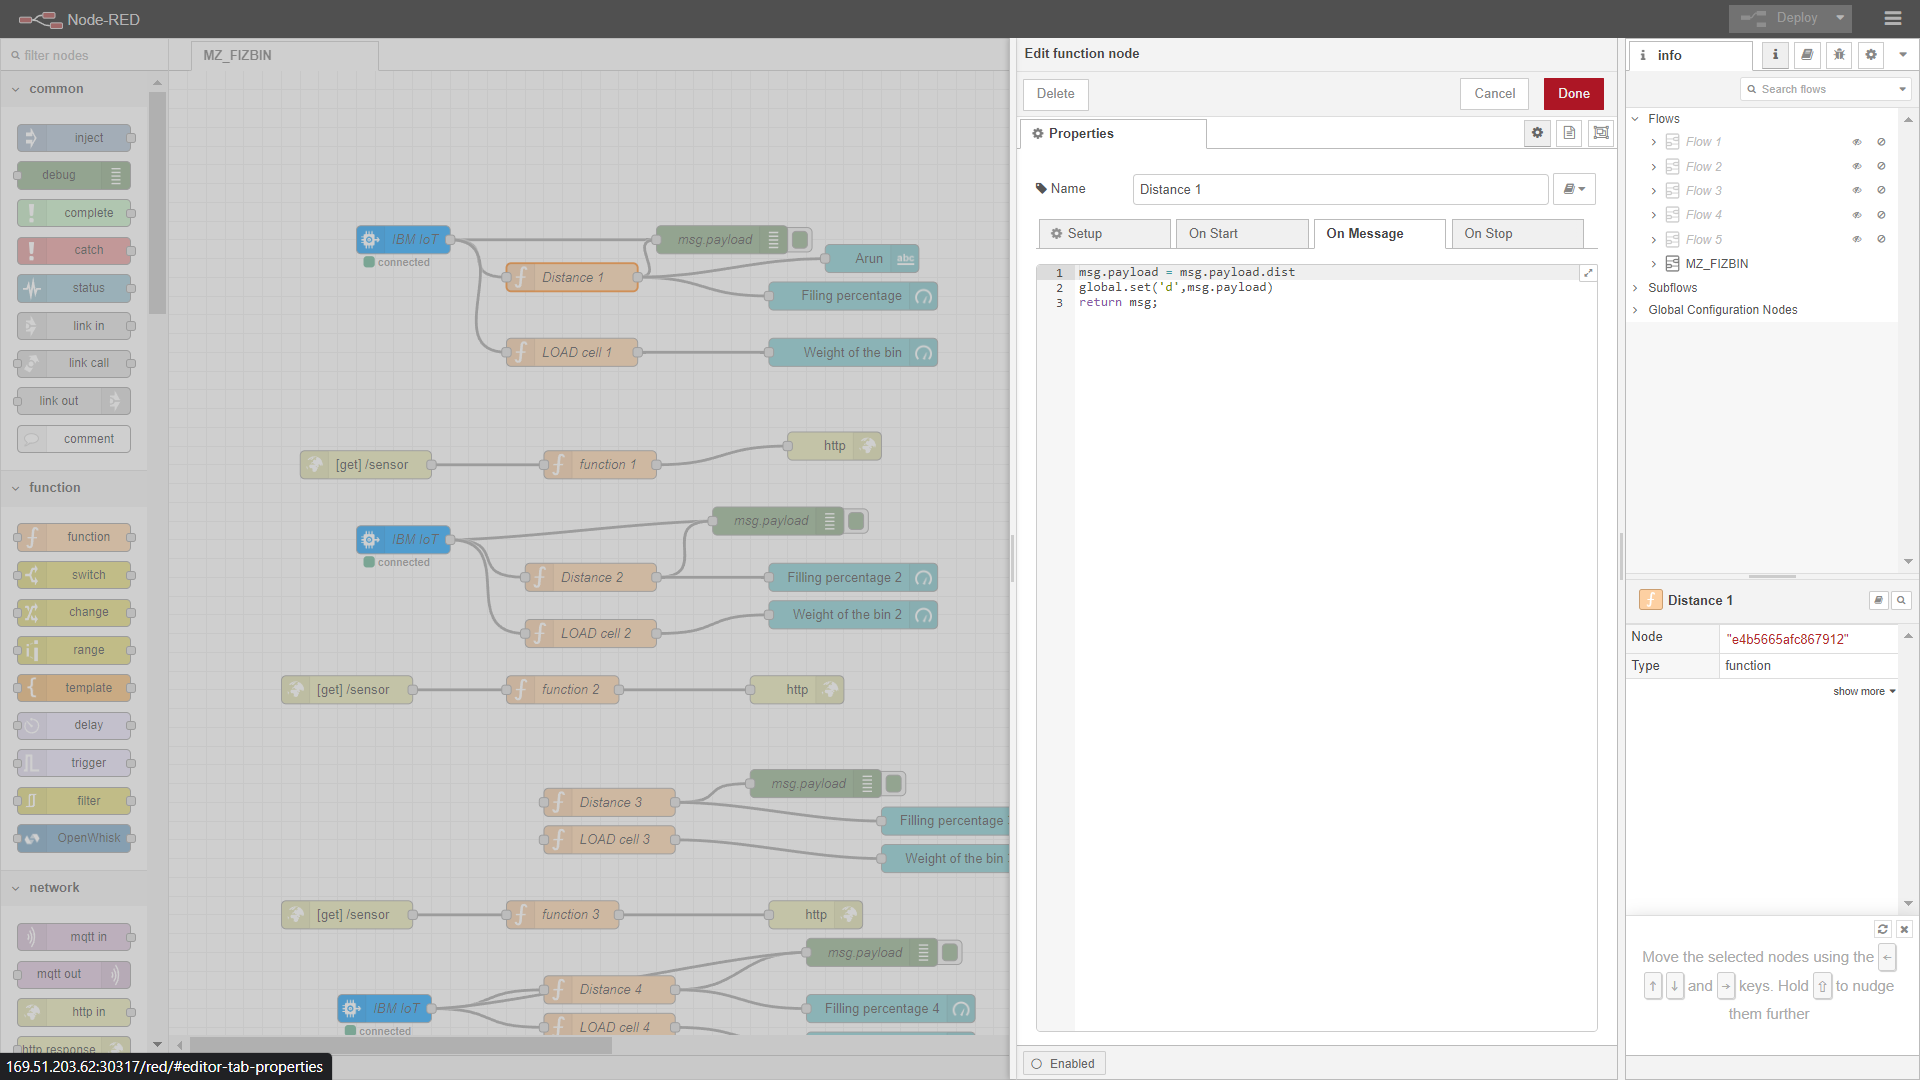 Node-RED
Deploy
filter nodes
MZ_FIZBIN
common
inject
debug
complete
catch
status
link in
link call
link out
comment
function
function
switch
change
range
template
delay
trigger
filter
OpenWhisk
network
mqtt in
mqtt out
http in
http response
IBM IoT
connected
msg.payload
Arun
abc
Distance 1
Filing percentage
LOAD cell 1
Weight of the bin
[get] /sensor
function 1
http
IBM IoT
connected
msg.payload
Distance 2
Filling percentage 2
Weight of the bin 2
LOAD cell 2
[get] /sensor
function 2
http
msg.payload
Distance 3
Filling percentage
LOAD cell 3
Weight of the bin
[get] /sensor
function 3
http
msg.payload
Distance 4
IBM IoT
connected
Filling percentage 4
LOAD cell 4
169.51.203.62:30317/red/#editor-tab-properties
Edit function node
Delete
Cancel
Done
Properties
Name
Distance 1
Setup
On Start
On Message
On Stop
1 msg.payload = msg.payload.dist
2 global.set('d',msg.payload)
3 return msg;
Enabled
i info
i
Search flows
Flows
Flow 1
Flow 2
Flow 3
Flow 4
Flow 5
MZ_FIZBIN
Subflows
Global Configuration Nodes
Distance 1
Node "e4b5665afc867912"
Type function
show more
Move the selected nodes using the ←
↑ ↓ and → keys. Hold ⇧ to nudge
them further